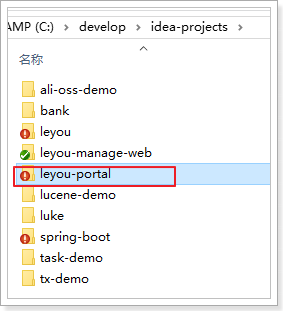 AMP (C:) > develop > idea-projects >
名称
ali-oss-demo
bank
leyou
leyou-manage-web
leyou-portal
lucene-demo
luke
spring-boot
task-demo
tx-demo